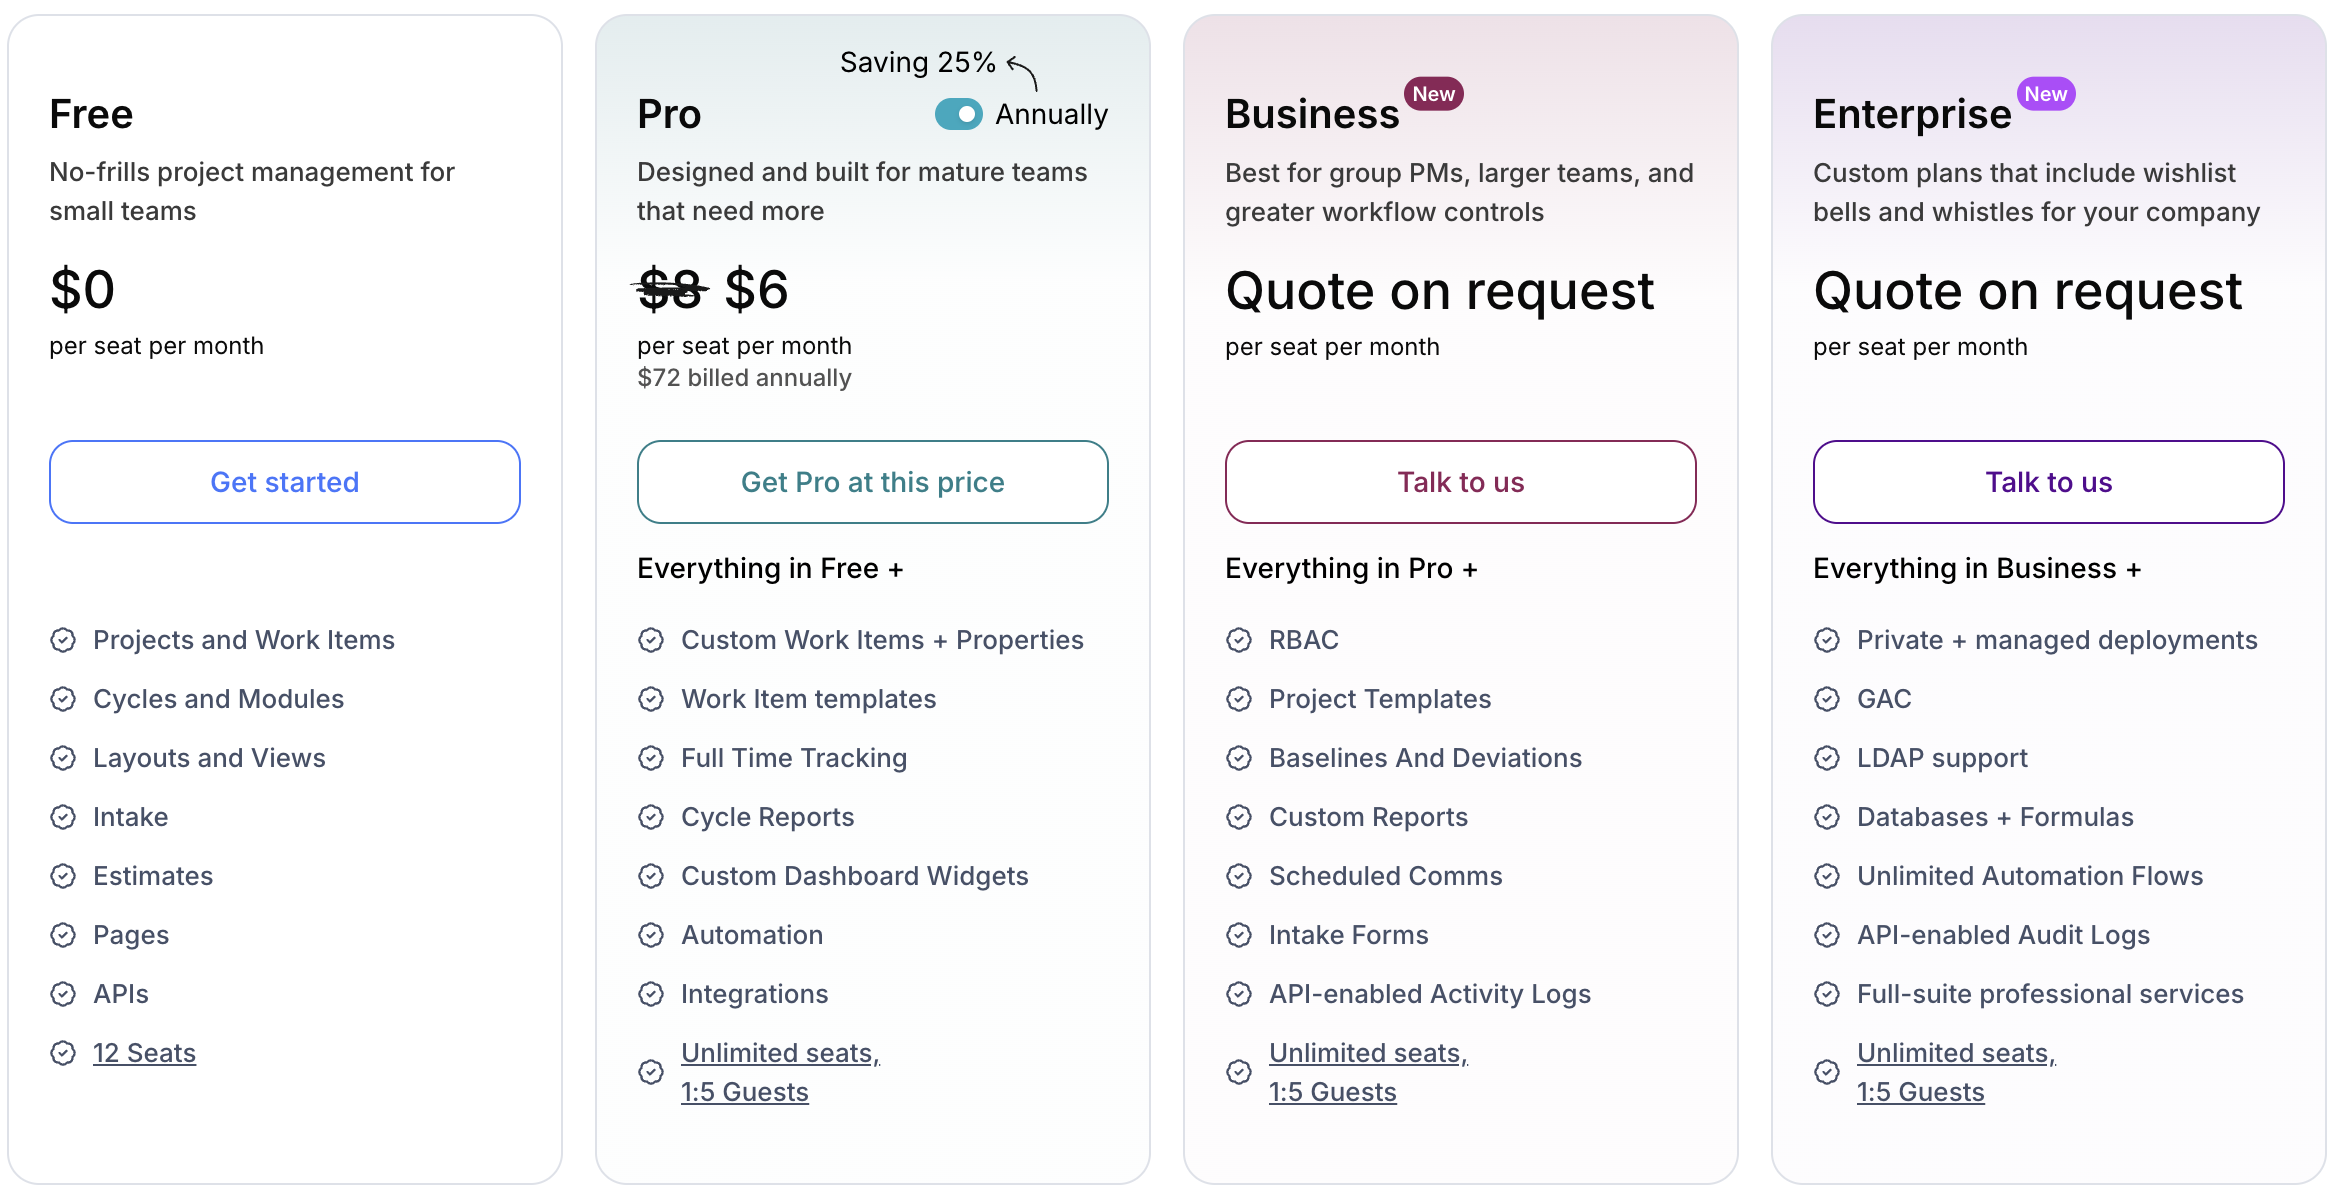 Free
No-frills project management for
small teams
$0
per seat per month
Get started
Projects and Work Items
Cycles and Modules
Layouts and Views
Intake
Estimates
Pages
APIs
12 Seats
Saving 25%
Pro
Annually
Designed and built for mature teams
that need more
$8 $6
per seat per month
$72 billed annually
Get Pro at this price
Everything in Free +
Custom Work Items + Properties
Work Item templates
Full Time Tracking
Cycle Reports
Custom Dashboard Widgets
Automation
Integrations
Unlimited seats,
1:5 Guests
Business New
Best for group PMs, larger teams, and
greater workflow controls
Quote on request
per seat per month
Talk to us
Everything in Pro +
RBAC
Project Templates
Baselines And Deviations
Custom Reports
Scheduled Comms
Intake Forms
API-enabled Activity Logs
Unlimited seats,
1:5 Guests
Enterprise New
Custom plans that include wishlist
bells and whistles for your company
Quote on request
per seat per month
Talk to us
Everything in Business +
Private + managed deployments
GAC
LDAP support
Databases + Formulas
Unlimited Automation Flows
API-enabled Audit Logs
Full-suite professional services
Unlimited seats,
1:5 Guests